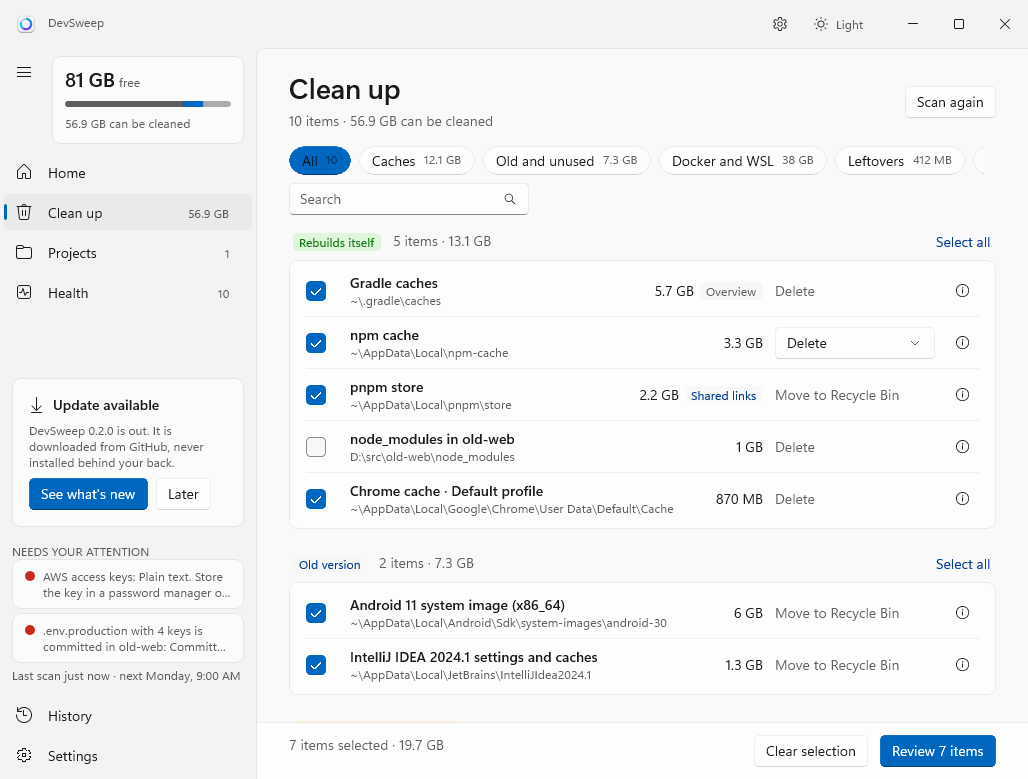 DevSweep
Light
81 GB free
56.9 GB can be cleaned
Home
Clean up 56.9 GB
Projects 1
Health 10
Update available
DevSweep 0.2.0 is out. It is
downloaded from GitHub, never
installed behind your back.
See what's new
Later
NEEDS YOUR ATTENTION
AWS access keys: Plain text. Store
the key in a password manager o...
.env.production with 4 keys is
committed in old-web: Committ...
Last scan just now · next Monday, 9:00 AM
History
Settings
Clean up
10 items · 56.9 GB can be cleaned
Scan again
All 10
Caches 12.1 GB
Old and unused 7.3 GB
Docker and WSL 38 GB
Leftovers 412 MB
Search
Rebuilds itself 5 items · 13.1 GB
Select all
Gradle caches
~\.gradle\caches
5.7 GB Overview Delete
npm cache
~\AppData\Local\npm-cache
3.3 GB Delete
pnpm store
~\AppData\Local\pnpm\store
2.2 GB Shared links Move to Recycle Bin
node_modules in old-web
D:\src\old-web\node_modules
1 GB Delete
Chrome cache · Default profile
~\AppData\Local\Google\Chrome\User Data\Default\Cache
870 MB Delete
Old version 2 items · 7.3 GB
Select all
Android 11 system image (x86_64)
~\AppData\Local\Android\Sdk\system-images\android-30
6 GB Move to Recycle Bin
IntelliJ IDEA 2024.1 settings and caches
~\AppData\Local\JetBrains\IntelliJIdea2024.1
1.3 GB Move to Recycle Bin
7 items selected · 19.7 GB
Clear selection
Review 7 items